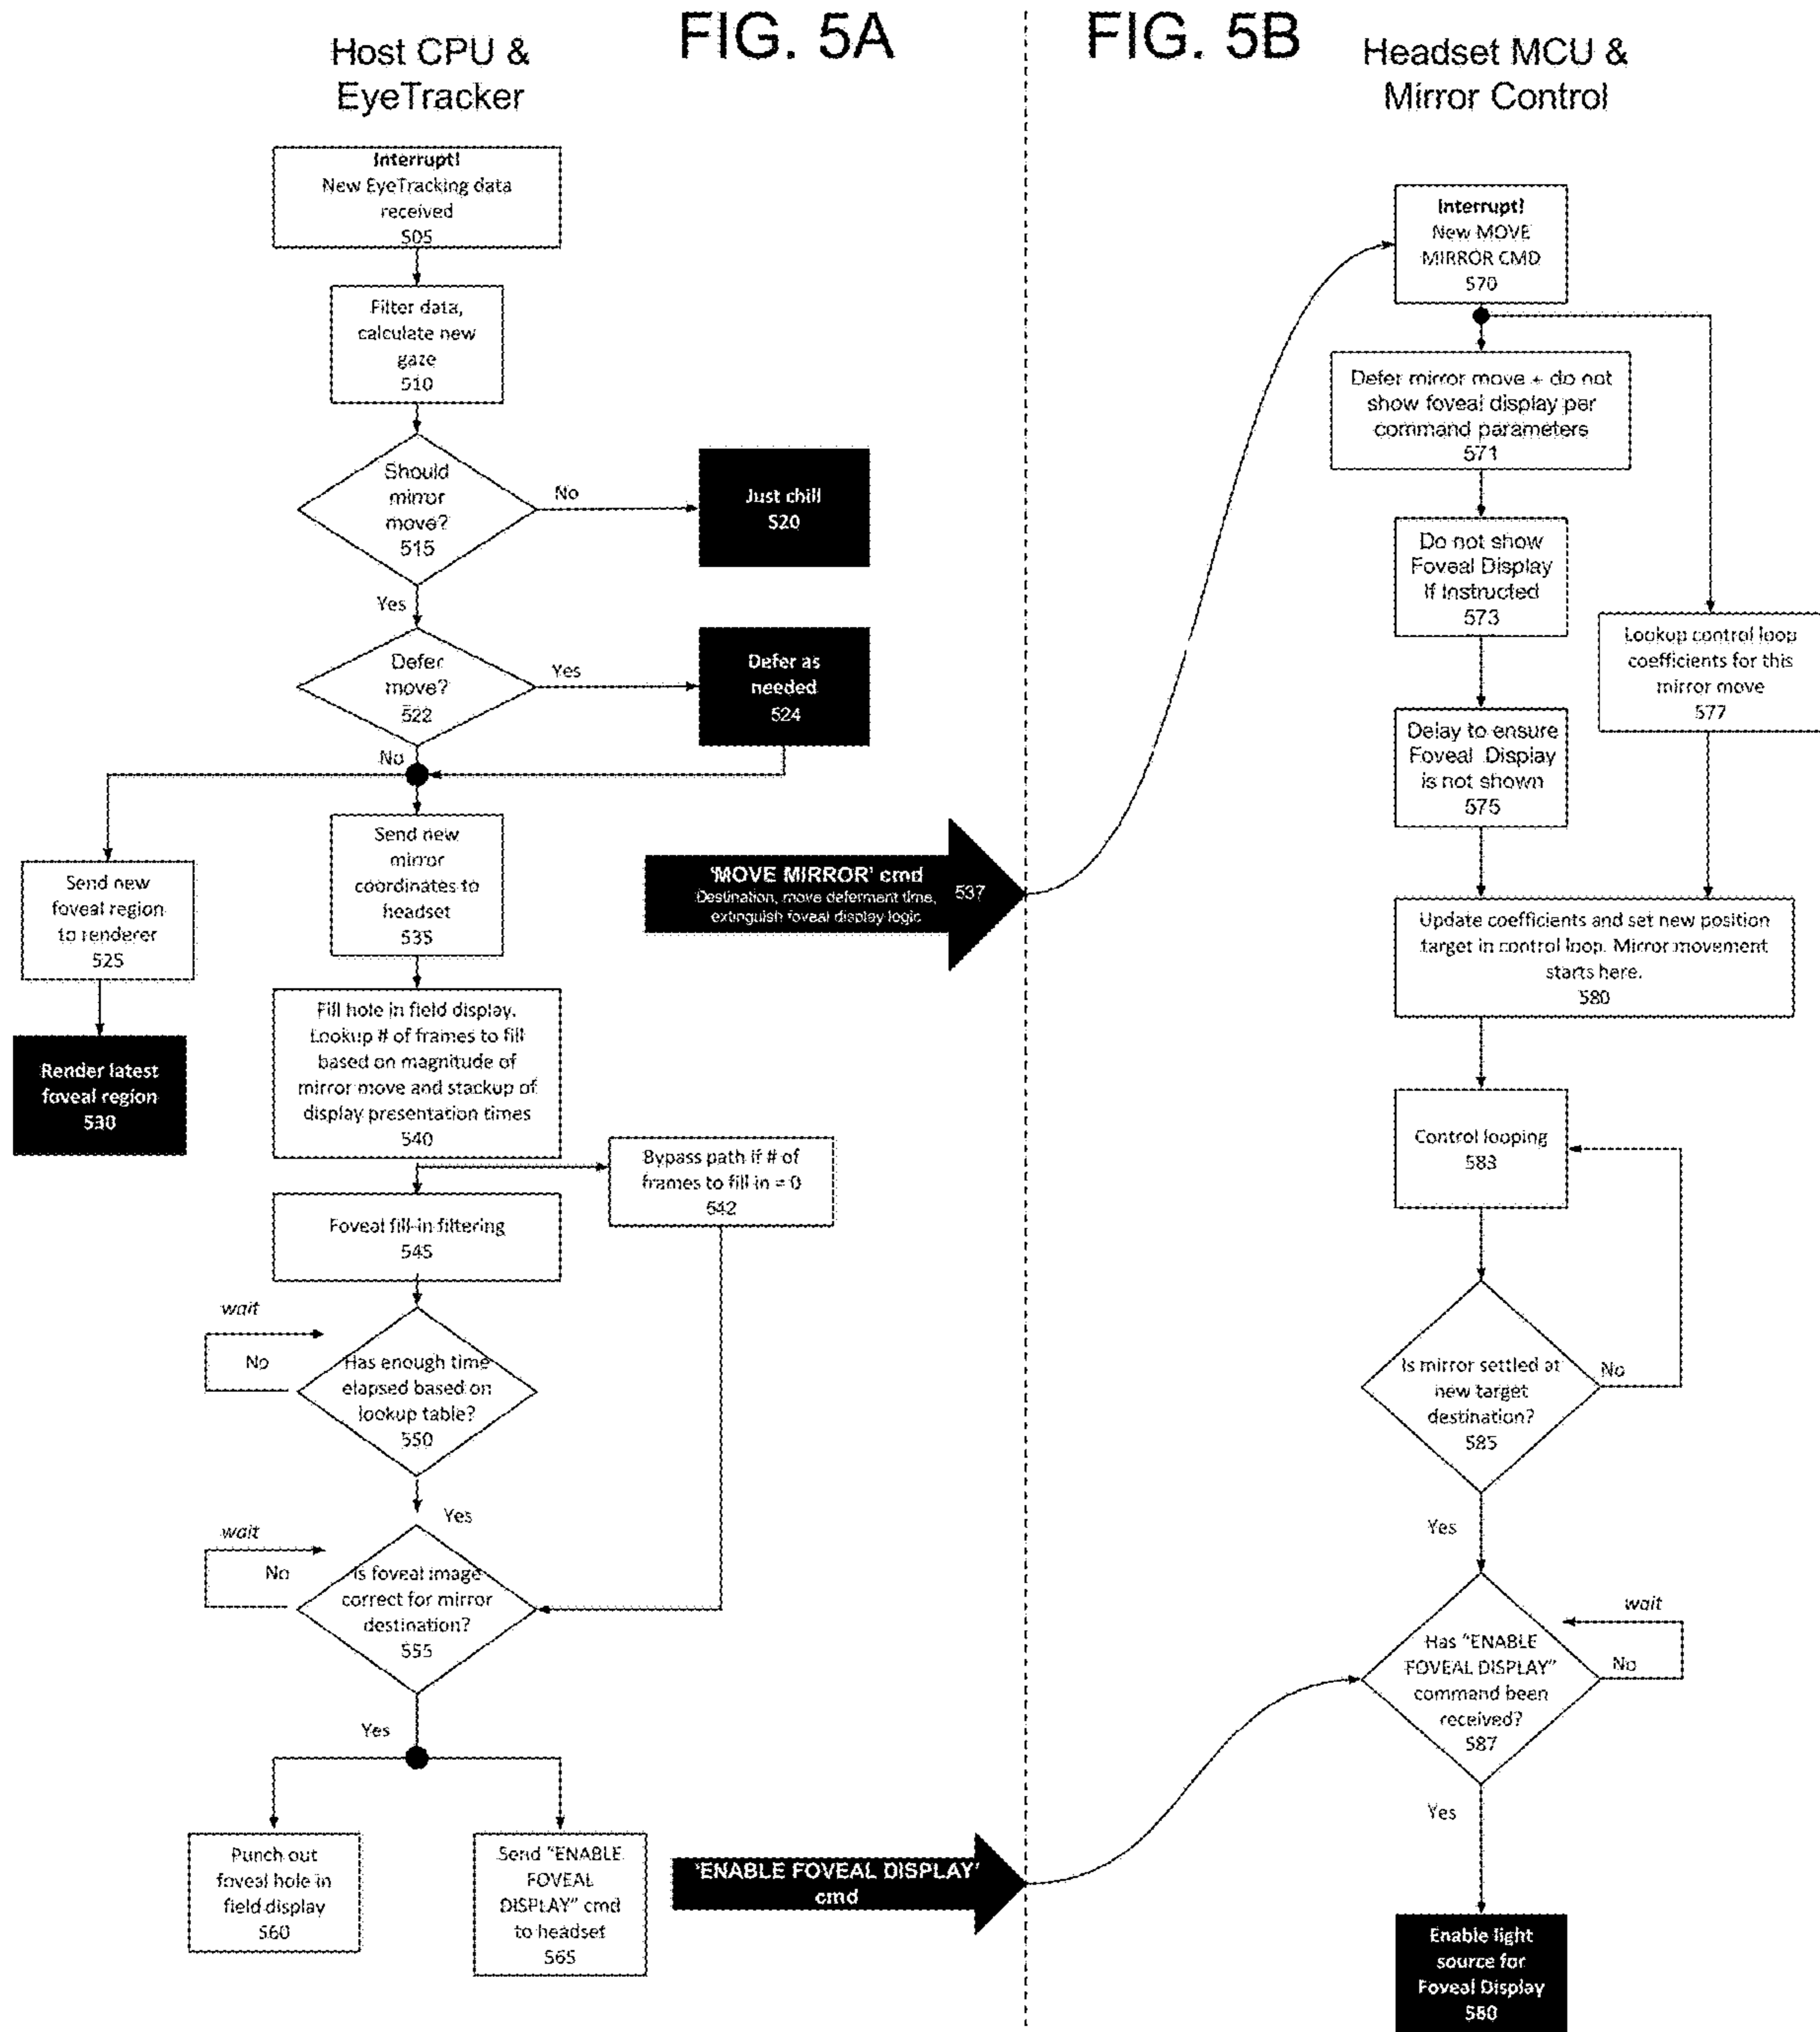 FIG. 5A
Host CPU &
EyeTracker
Interrupt!
New EyeTracking data
received
505
Filter data,
calculate new
gaze
510
Should
mirror
move?
515
No
Just chill
520
Yes
Defer
move?
522
Yes
Defer as
needed
524
No
Send new
foveal region
to renderer
525
Render latest
foveal region
530
Send new
mirror
coordinates to
headset
535
'MOVE MIRROR' cmd
Destination, move deferment time,
extinguish foveal display logic
537
Fill hole in field display.
Lookup # of frames to fill
based on magnitude of
mirror move and stackup of
display presentation times
540
Bypass path if # of
frames to fill in = 0
542
Foveal fill-in filtering
545
wait
No
Has enough time
elapsed based on
lookup table?
550
Yes
wait
No
Is foveal image
correct for mirror
destination?
555
Yes
Punch out
foveal hole in
field display
560
Send "ENABLE
FOVEAL
DISPLAY" cmd
to headset
565
'ENABLE FOVEAL DISPLAY'
cmd
FIG. 5B
Headset MCU &
Mirror Control
Interrupt!
New MOVE
MIRROR CMD
570
Defer mirror move + do not
show foveal display per
command parameters
571
Do not show
Foveal Display
If Instructed
573
Delay to ensure
Foveal Display
is not shown
575
Lookup control loop
coefficients for this
mirror move
577
Update coefficients and set new position
target in control loop. Mirror movement
starts here.
580
Control looping
583
Is mirror settled at
new target
destination?
585
No
Yes
Has "ENABLE
FOVEAL DISPLAY"
command been
received?
587
wait
No
Yes
Enable light
source for
Foveal Display
580